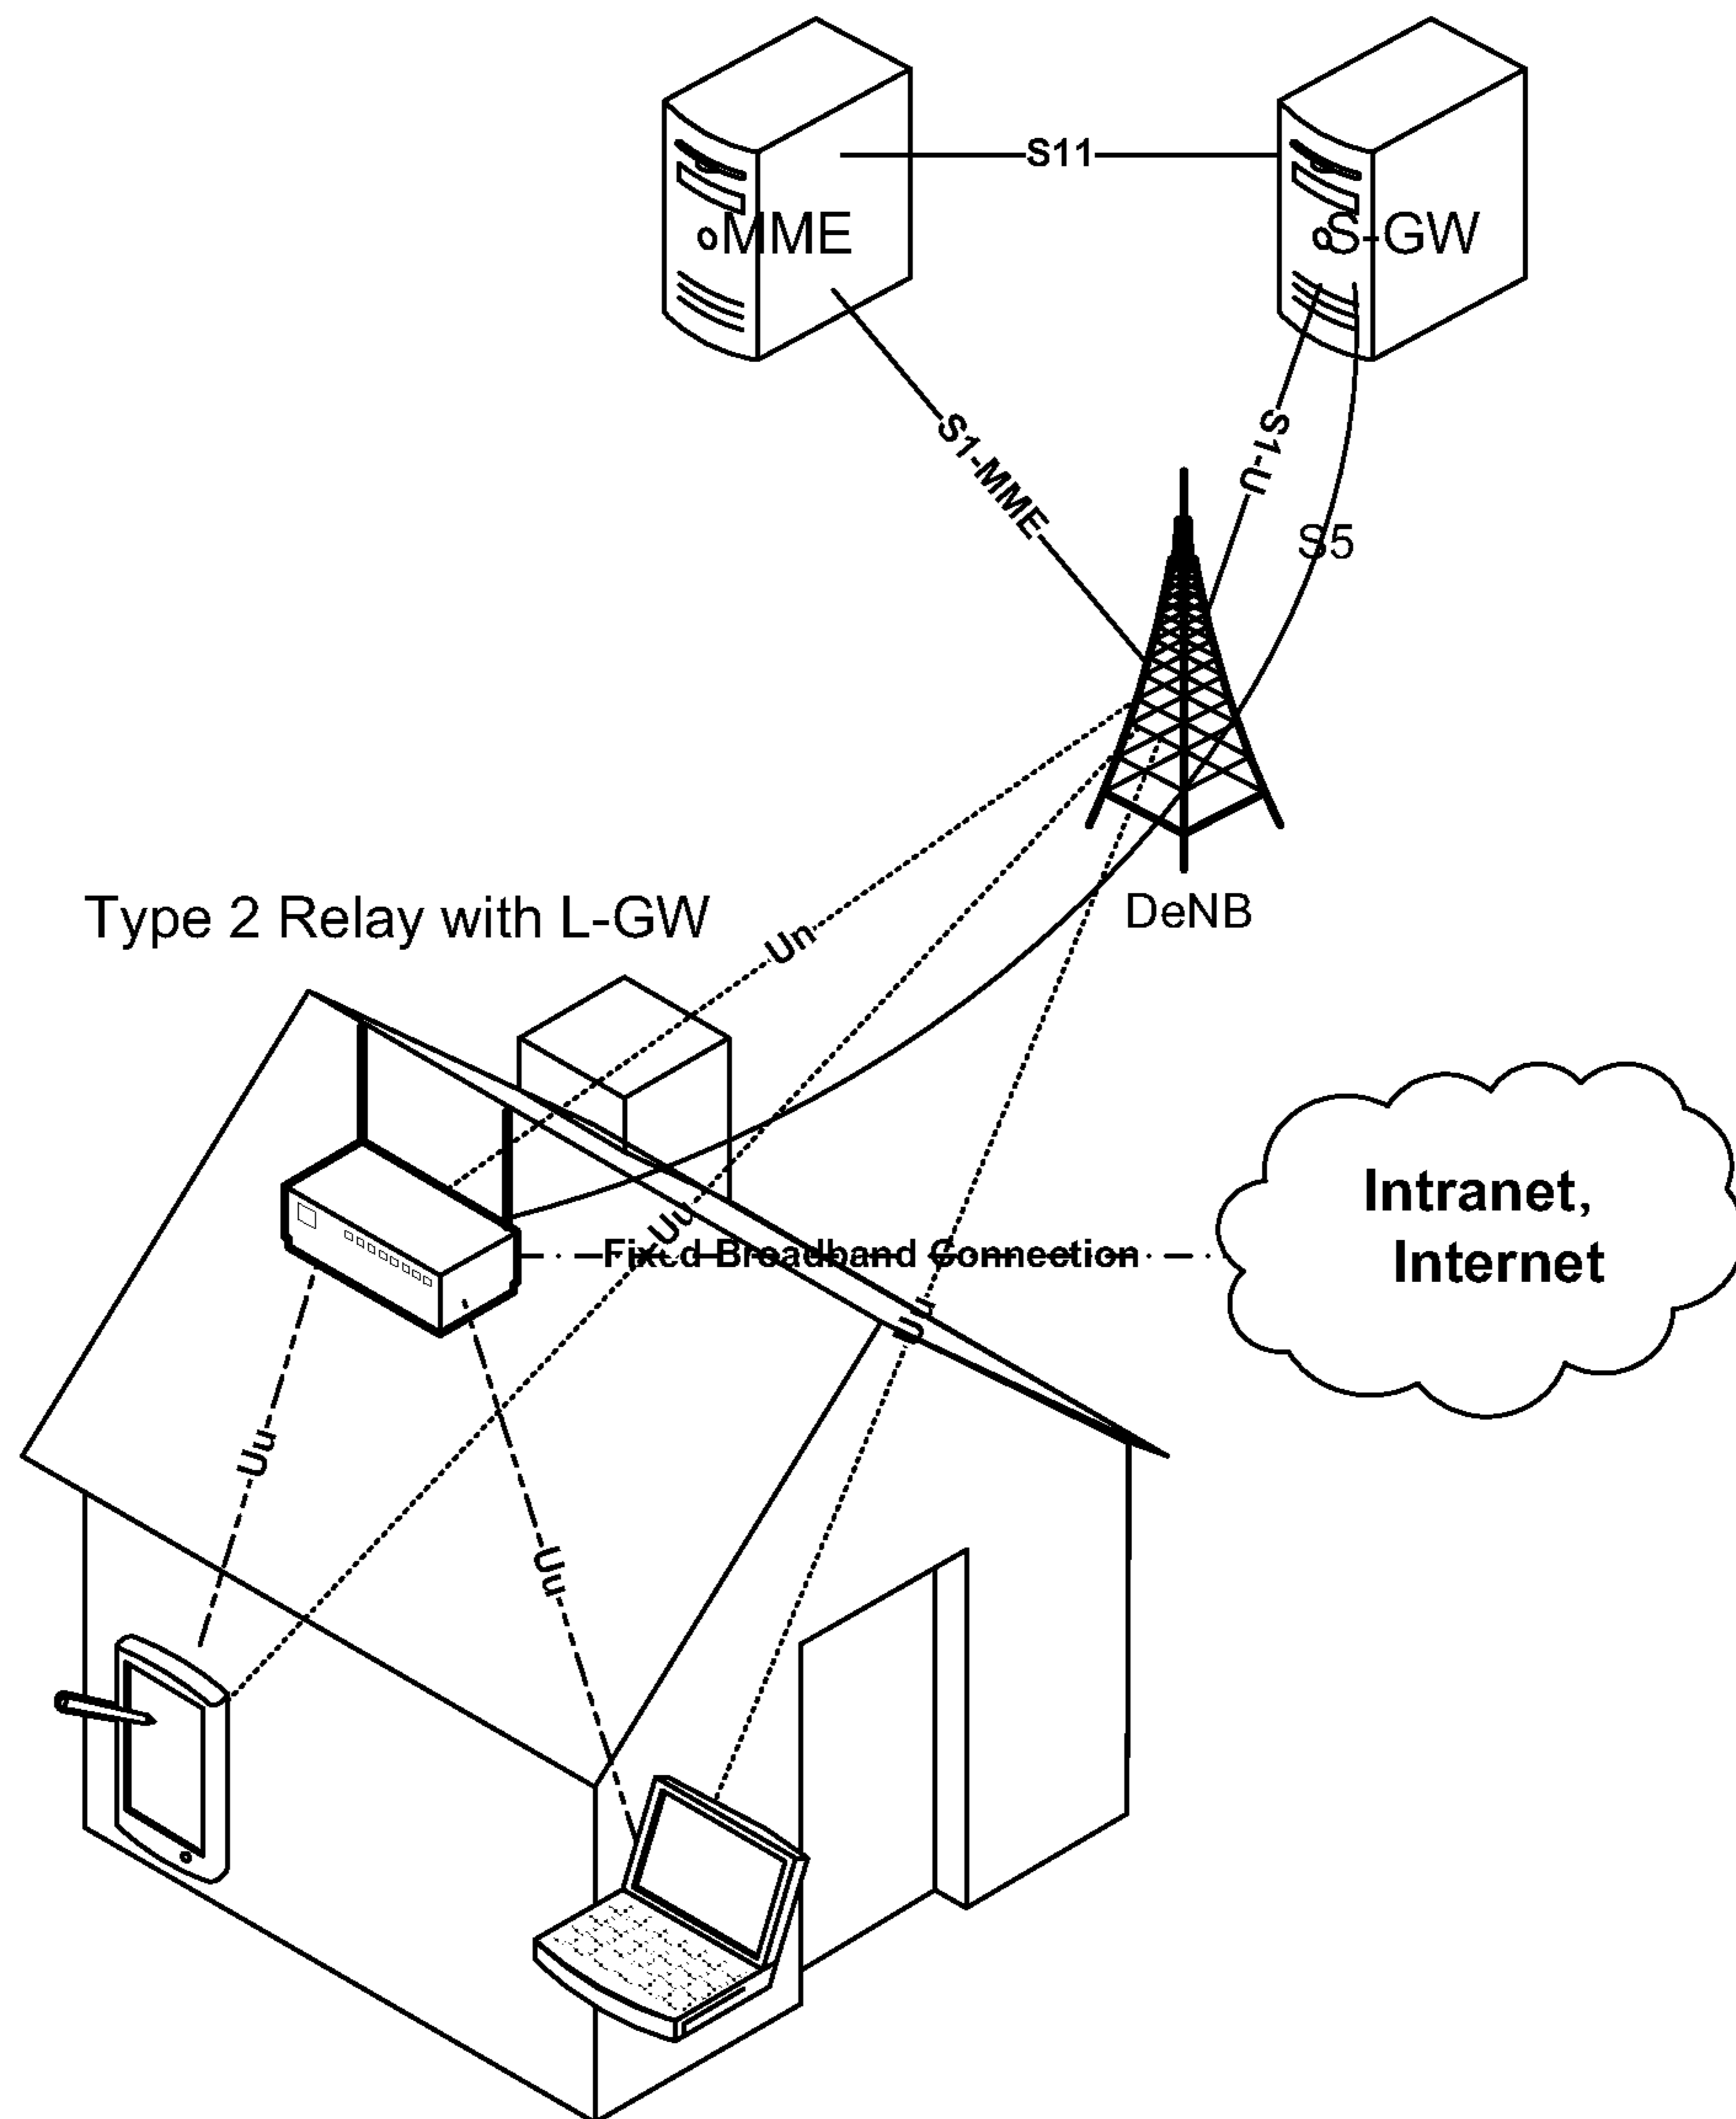 S11
MME
S-GW
S1-MME
S1-U
S5
DeNB
Type 2 Relay with L-GW
Un
Intranet,
Internet
Uu
Fixed Broadband Connection
Uu
Uu
Uu